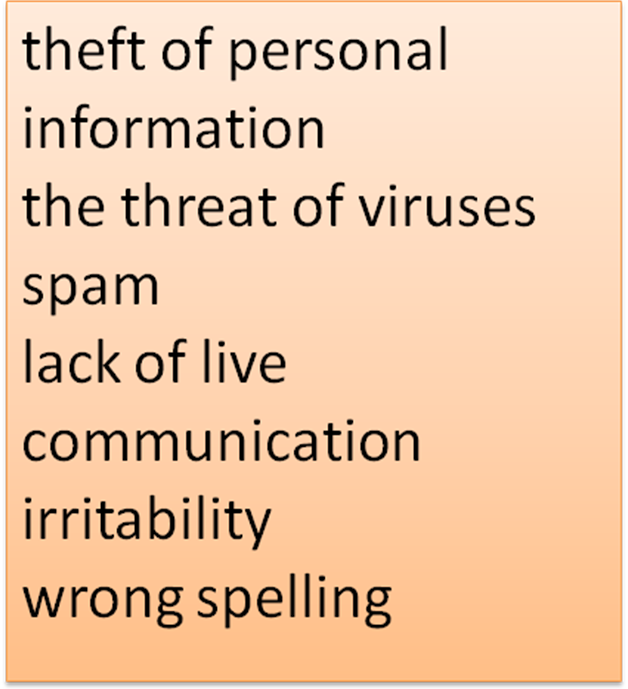 theft of personal
information
the threat of viruses
spam
lack of live
communication
irritability
wrong spelling